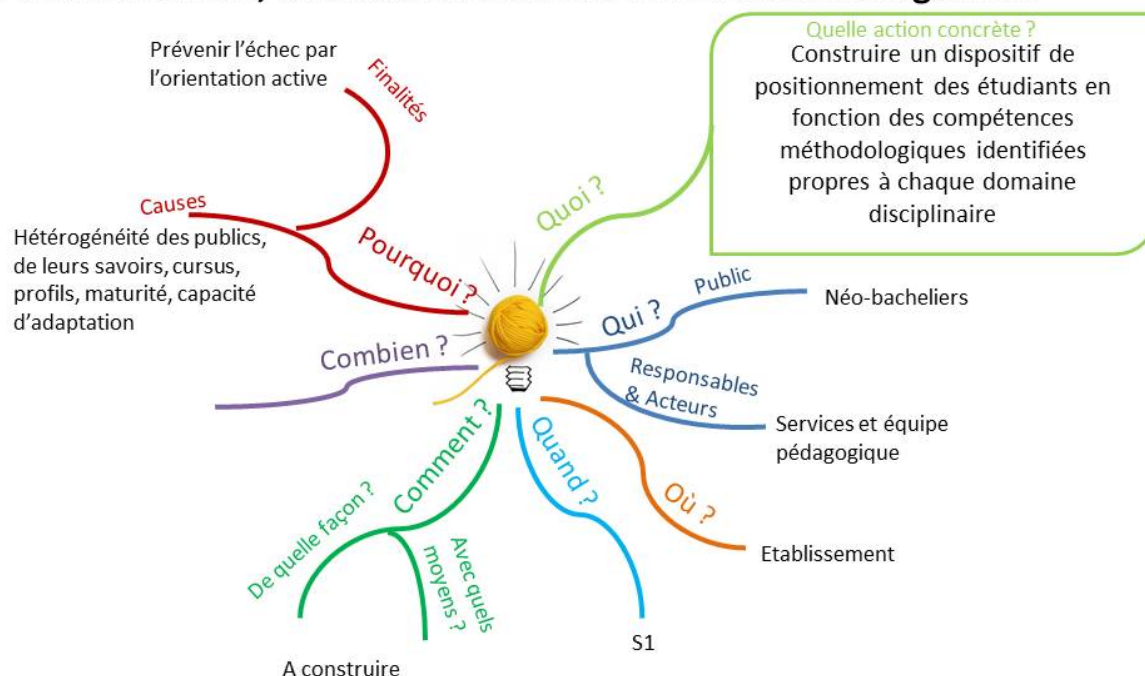 Prévenir l'échec par
l'orientation active
Finalités
Causes
Hétérogénéité des publics,
de leurs savoirs, cursus,
profils, maturité, capacité
d'adaptation
Pourquoi ?
Quoi ?
Quelle action concrète ?
Construire un dispositif de
positionnement des étudiants en
fonction des compétences
méthodologiques identifiées
propres à chaque domaine
disciplinaire
Qui ?
Public
Néo-bacheliers
Responsables
& Acteurs
Services et équipe
pédagogique
Combien ?
Comment ?
De quelle façon ?
Avec quels
moyens ?
A construire
Quand ?
S1
Où ?
Etablissement